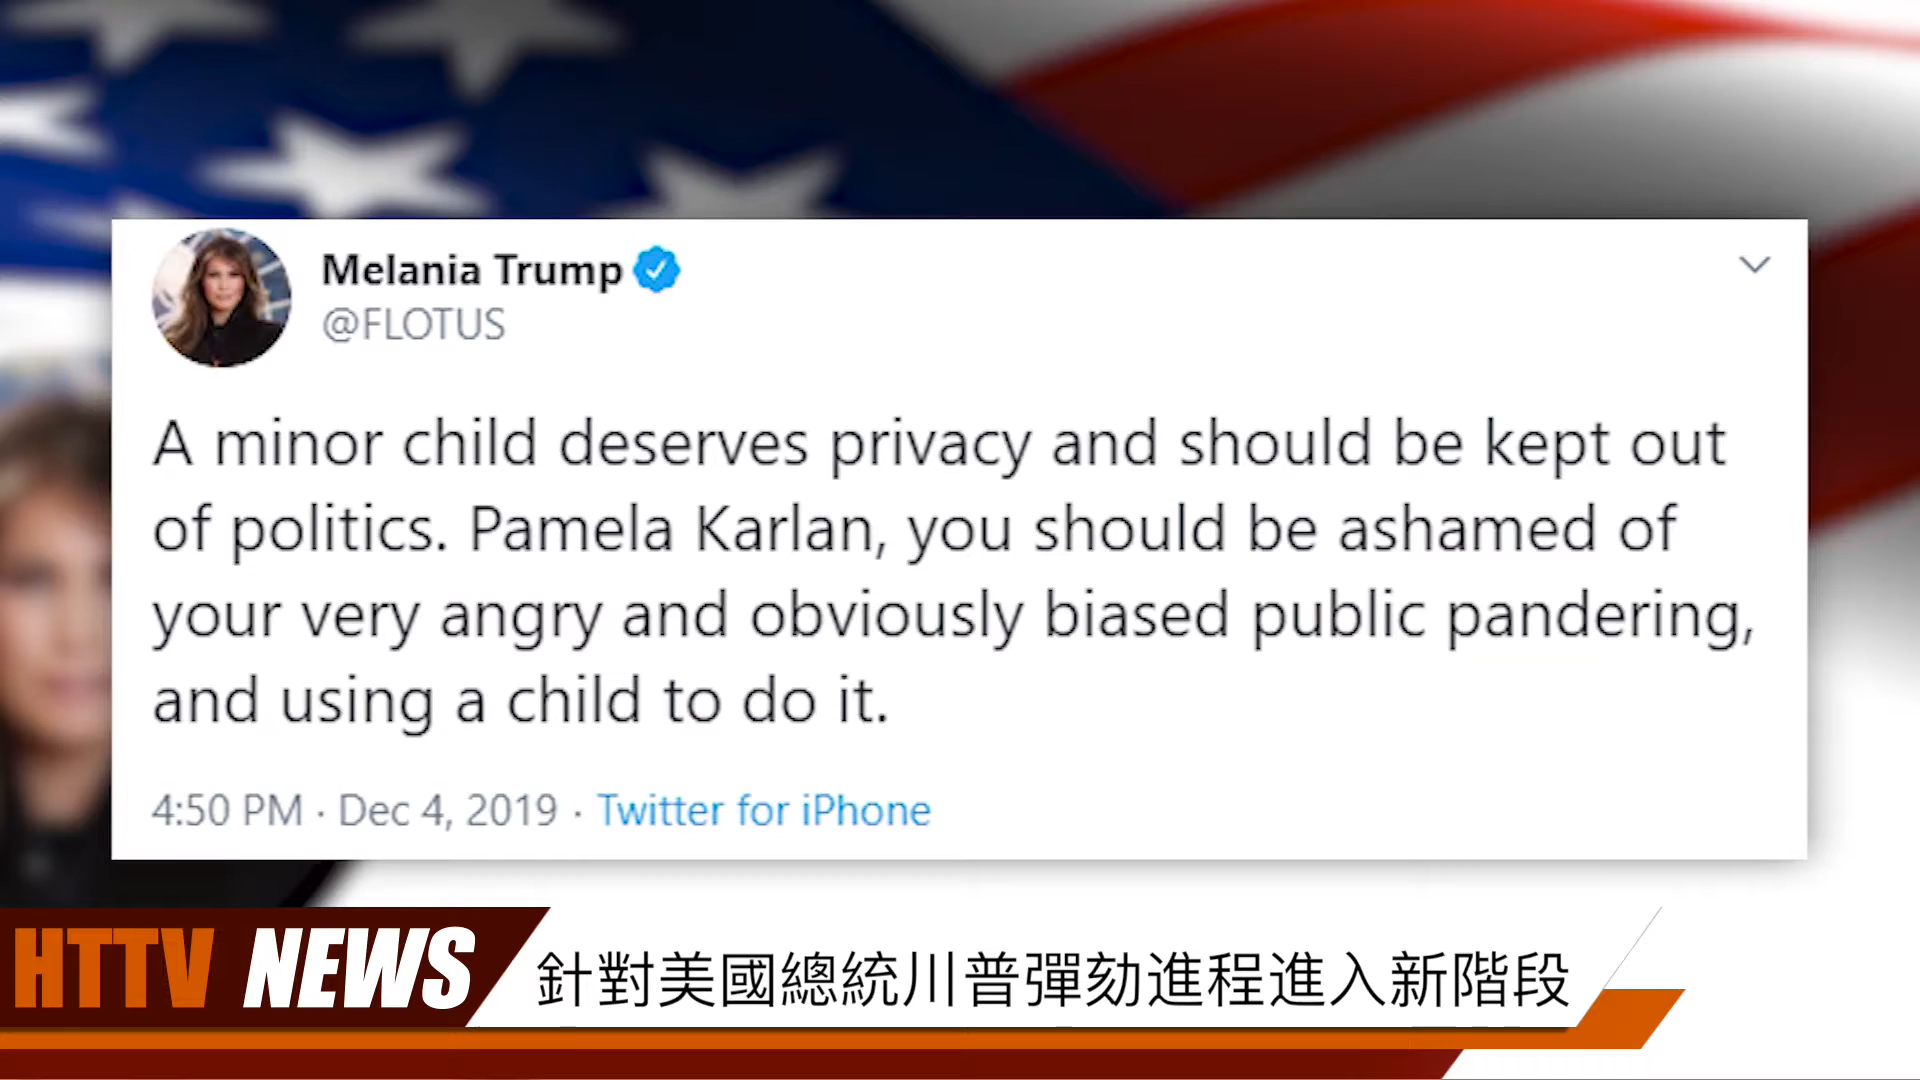 Melania Trump
@FLOTUS
A minor child deserves privacy and should be kept out
of politics. Pamela Karlan, you should be ashamed of
your very angry and obviously biased public pandering,
and using a child to do it.
4:50 PM · Dec 4, 2019 · Twitter for iPhone
HTTV NEWS
針對美國總統川普彈劾進程進入新階段